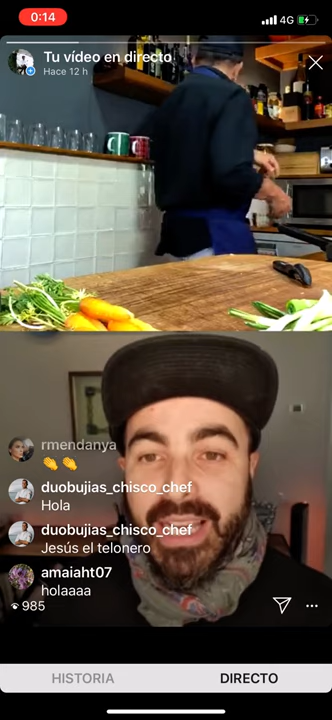 0:14
4G
Tu vídeo en directo
Hace 12 h
rmendanya
👏👏
duobujias_chisco_chef
Hola
duobujias_chisco_chef
Jesús el telonero
amaiaht07
holaaaa
985
HISTORIA
DIRECTO